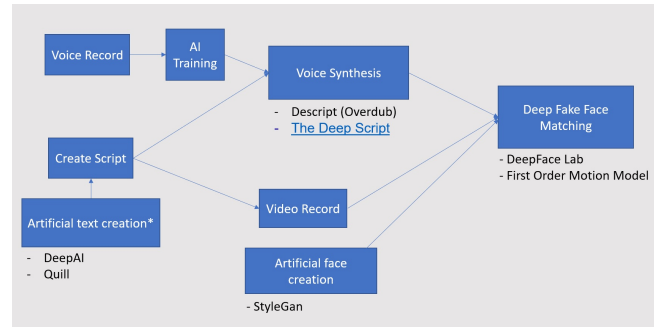 Voice Record
AI
Training
Voice Synthesis
- Descript (Overdub)
- The Deep Script
Deep Fake Face
Matching
- DeepFace Lab
- First Order Motion Model
Create Script
Artificial text creation*
- DeepAI
- Quill
Video Record
Artificial face
creation
- StyleGan